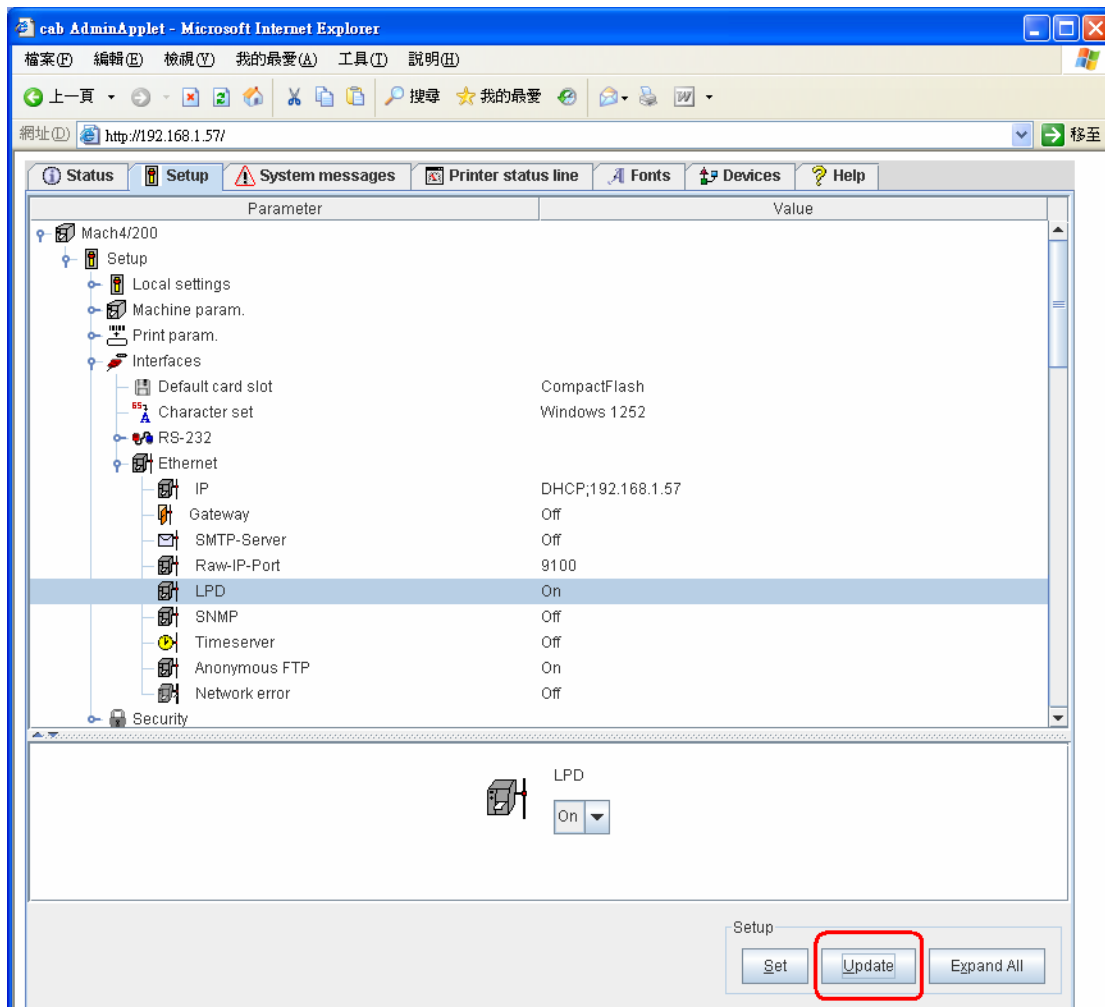 cab AdminApplet - Microsoft Internet Explorer
檔案(F) 編輯(E) 檢視(V) 我的最愛(A) 工具(T) 說明(H)
上一頁 搜尋 我的最愛
網址(D) http://192.168.1.57/ 移至
Status Setup System messages Printer status line Fonts Devices Help
Parameter Value
Mach4/200
Setup
Local settings
Machine param.
Print param.
Interfaces
Default card slot CompactFlash
Character set Windows 1252
RS-232
Ethernet
IP DHCP;192.168.1.57
Gateway Off
SMTP-Server Off
Raw-IP-Port 9100
LPD On
SNMP Off
Timeserver Off
Anonymous FTP On
Network error Off
Security
LPD
On
Setup
Set Update Expand All